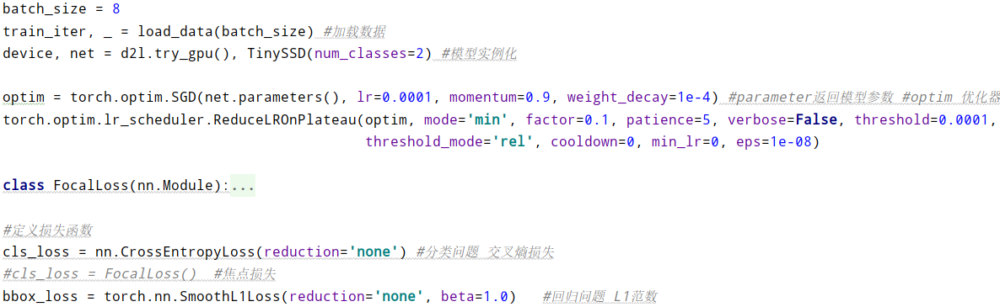 batch_size = 8
train_iter, _ = load_data(batch_size) #加载数据
device, net = d2l.try_gpu(), TinySSD(num_classes=2) #模型实例化
optim = torch.optim.SGD(net.parameters(), lr=0.0001, momentum=0.9, weight_decay=1e-4) #parameter返回模型参数 #optim 优化器
torch.optim.lr_scheduler.ReduceLROnPlateau(optim, mode='min', factor=0.1, patience=5, verbose=False, threshold=0.0001,
threshold_mode='rel', cooldown=0, min_lr=0, eps=1e-08)
class FocalLoss(nn.Module):...
#定义损失函数
cls_loss = nn.CrossEntropyLoss(reduction='none') #分类问题 交叉熵损失
#cls_loss = FocalLoss()  #焦点损失
bbox_loss = torch.nn.SmoothL1Loss(reduction='none', beta=1.0)   #回归问题 L1范数